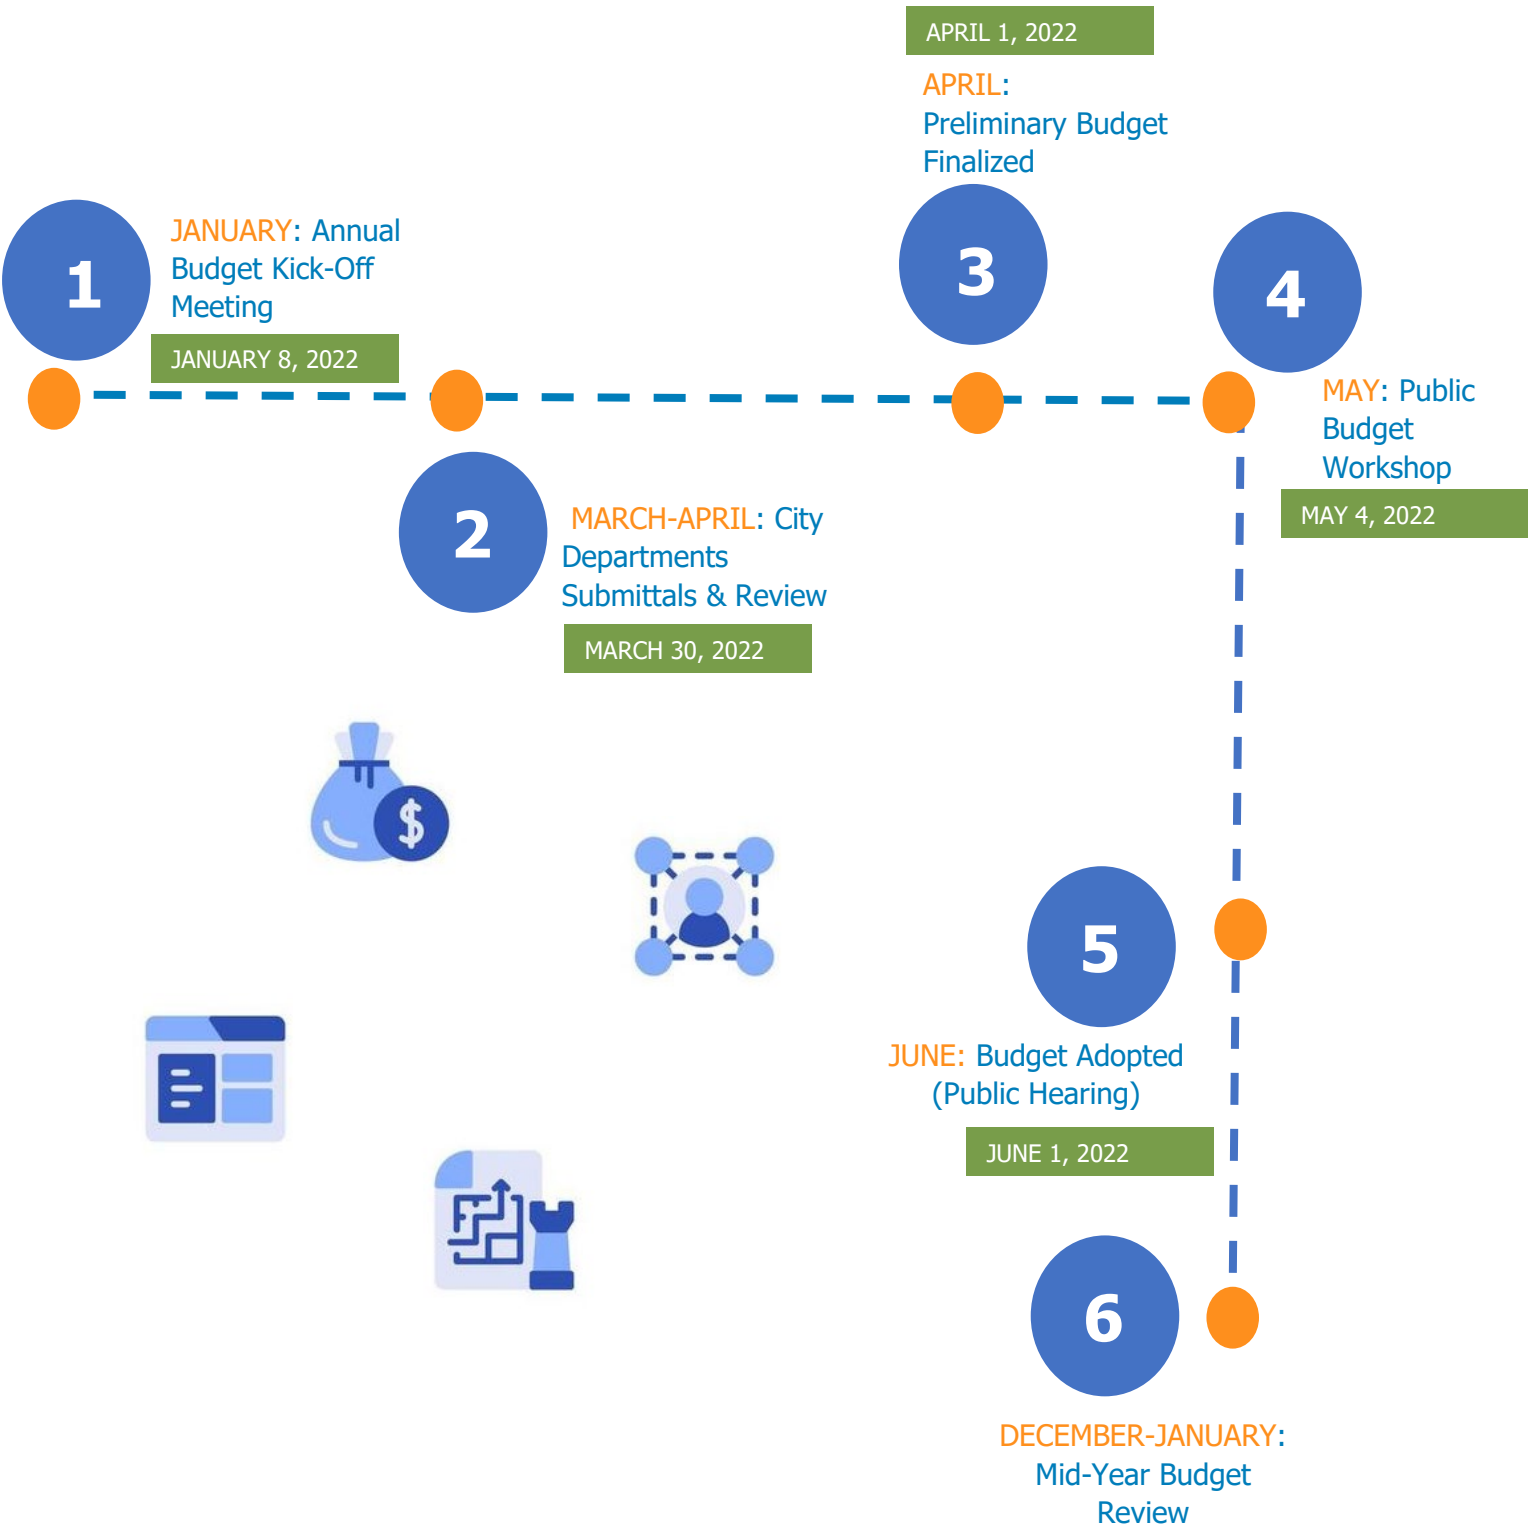 1
JANUARY: Annual
Budget Kick-Off
Meeting
JANUARY 8, 2022
2
MARCH-APRIL: City
Departments
Submittals & Review
MARCH 30, 2022
APRIL 1, 2022
APRIL:
Preliminary Budget
Finalized
3
4
MAY: Public
Budget
Workshop
MAY 4, 2022
$
5
JUNE: Budget Adopted
(Public Hearing)
JUNE 1, 2022
6
DECEMBER-JANUARY:
Mid-Year Budget
Review